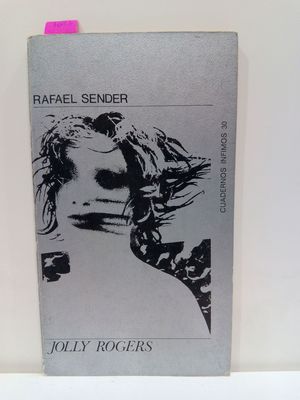 RAFAEL SENDER
CUADERNOS INFIMOS 30
JOLLY ROGERS